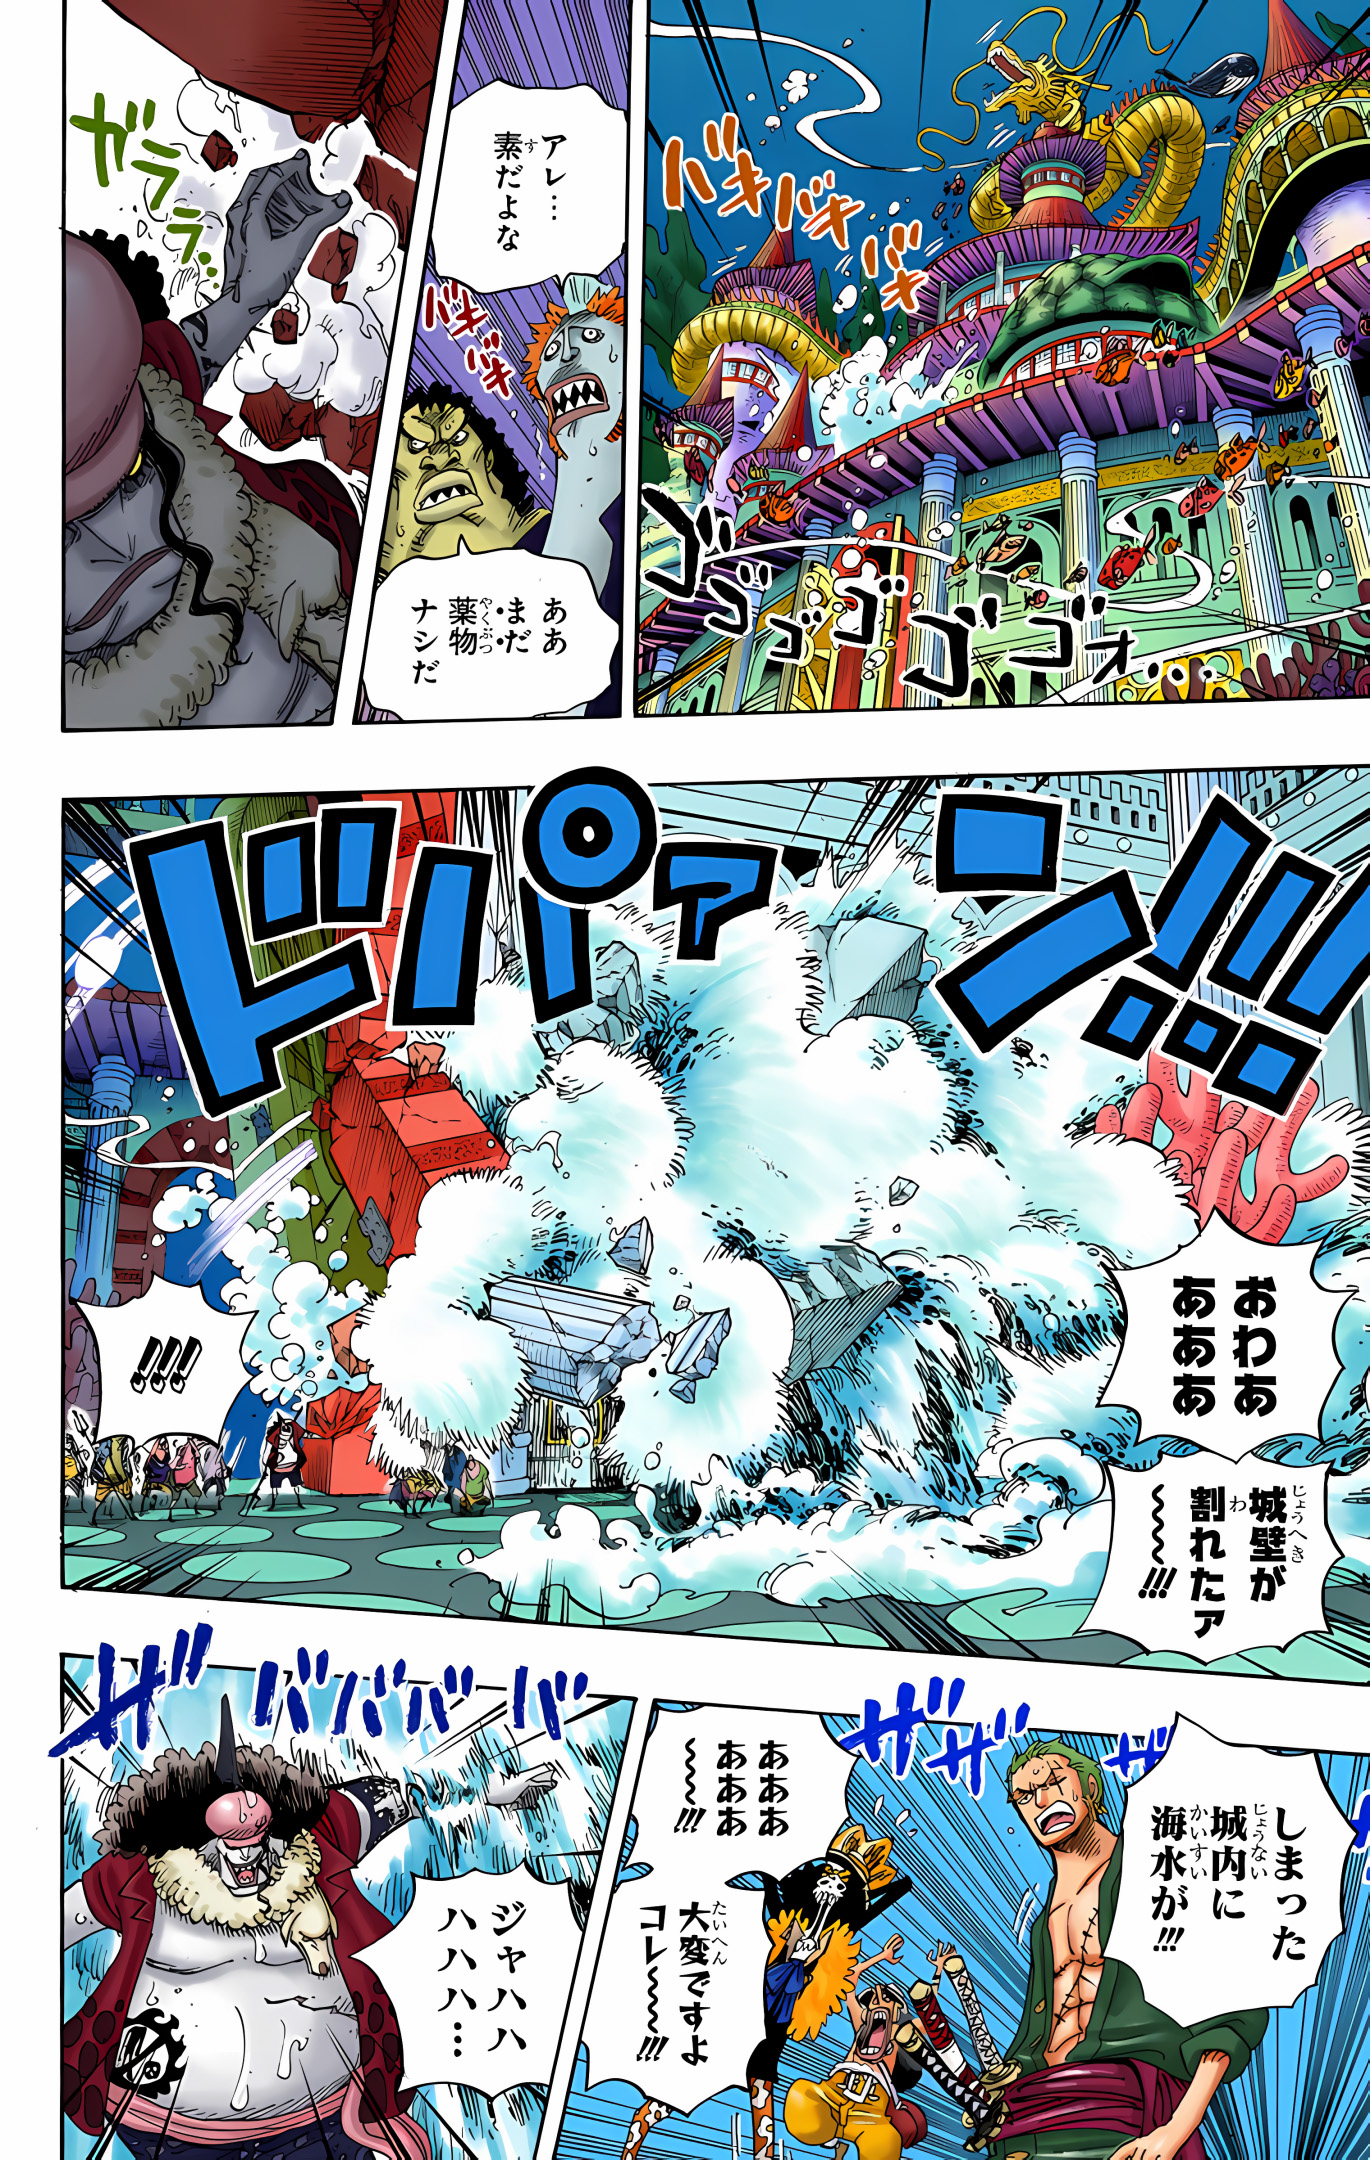 バキ
バキ
バキ
ゴゴゴゴゴゴォ…
アレ…
素だよな
バキ
バキ
ああ
まだ
薬物
ナシだ
ガラララ…
ドパァン!!!
おわあ
あああ
城壁が
割れたァ
〜〜〜!!!
!!!
しまった
城内に
海水が!!!
ザザザ
あああ
あああ
〜〜〜!!!
大変ですよ
コレ〜〜〜!!!
ザババババ
ジャハハ
ハハハ…